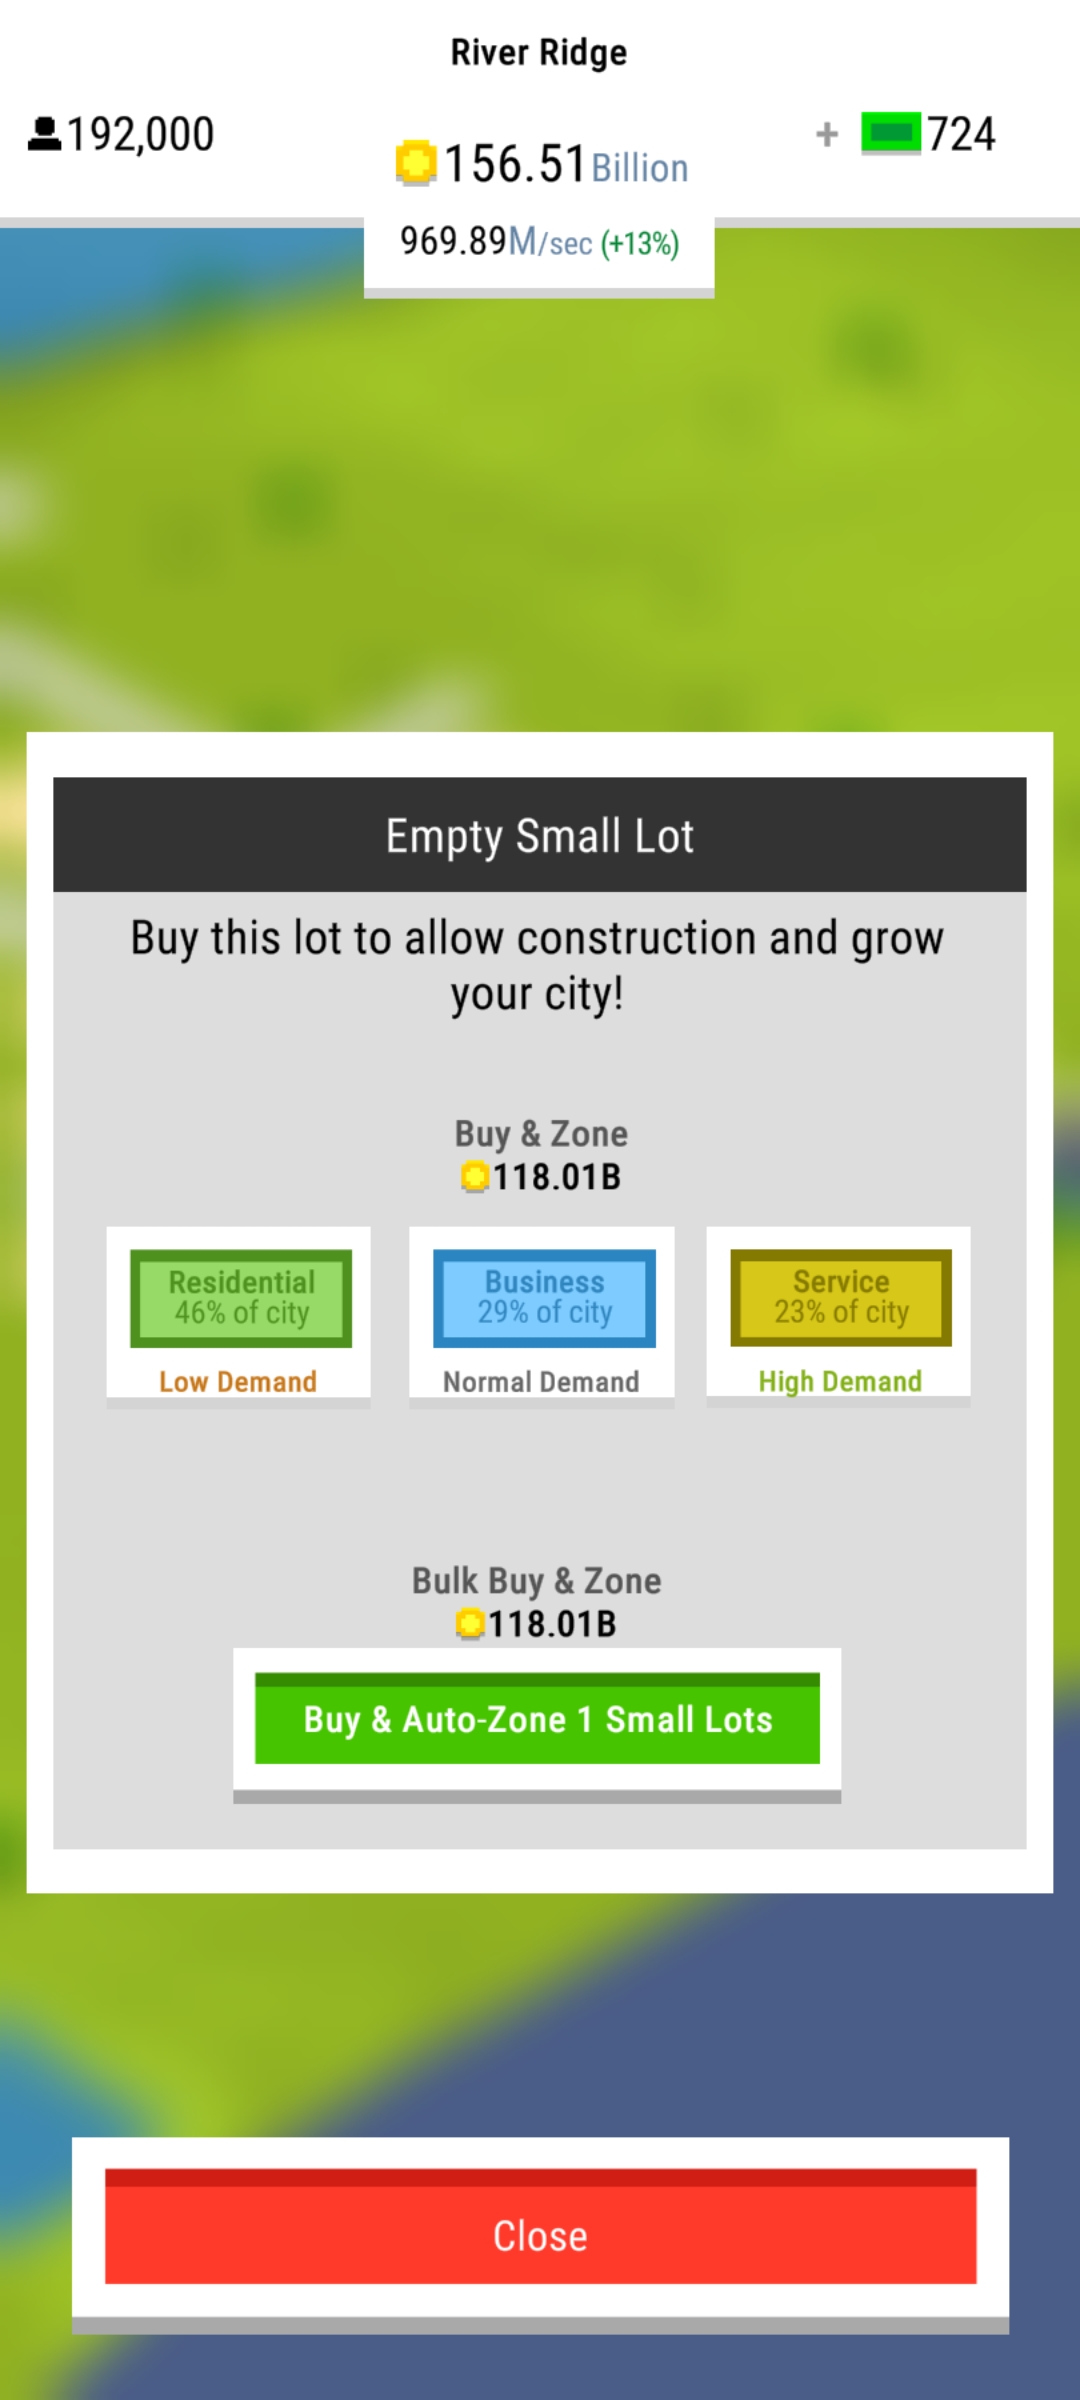 River Ridge
192,000
156.51 Billion
+ 724
969.89M/sec (+13%)
Empty Small Lot
Buy this lot to allow construction and grow
your city!
Buy & Zone
118.01B
Residential
46% of city
Low Demand
Business
29% of city
Normal Demand
Service
23% of city
High Demand
Bulk Buy & Zone
118.01B
Buy & Auto-Zone 1 Small Lots
Close